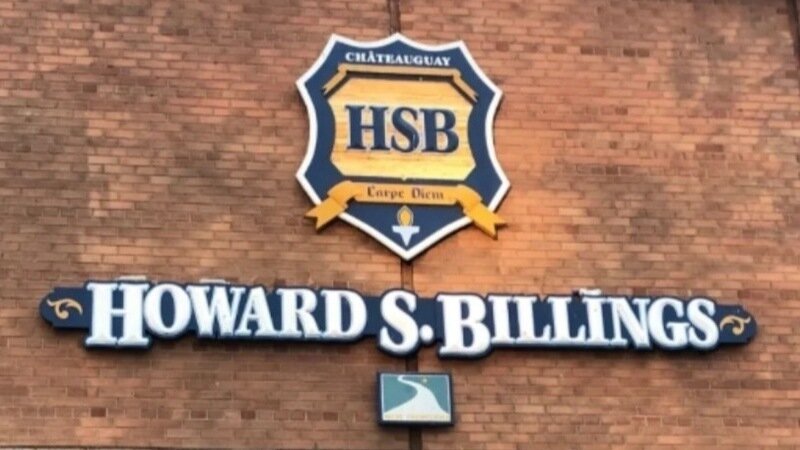 CHÂTEAUGUAY
HSB
Carpe Diem
HOWARD S. BILLINGS